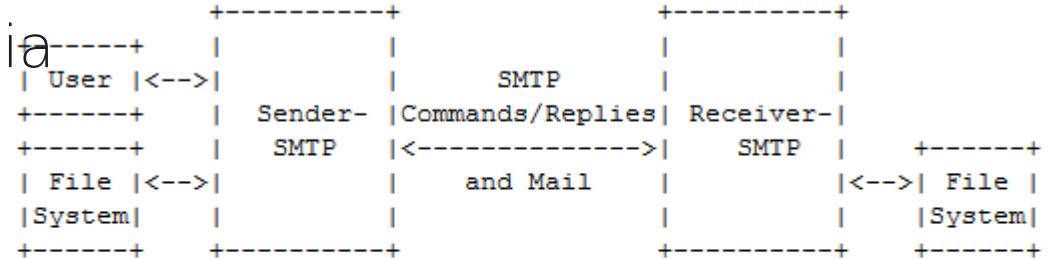 ia
+----------+ +----------+
+------+ | | | |
| User |<-->| | SMTP | |
+------+ | Sender- |Commands/Replies| Receiver-|
+------+ | SMTP |<-------------->| SMTP | +------+
| File |<-->| | and Mail | |<-->| File |
|System| | | | | |System|
+------+ +----------+ +----------+ +------+